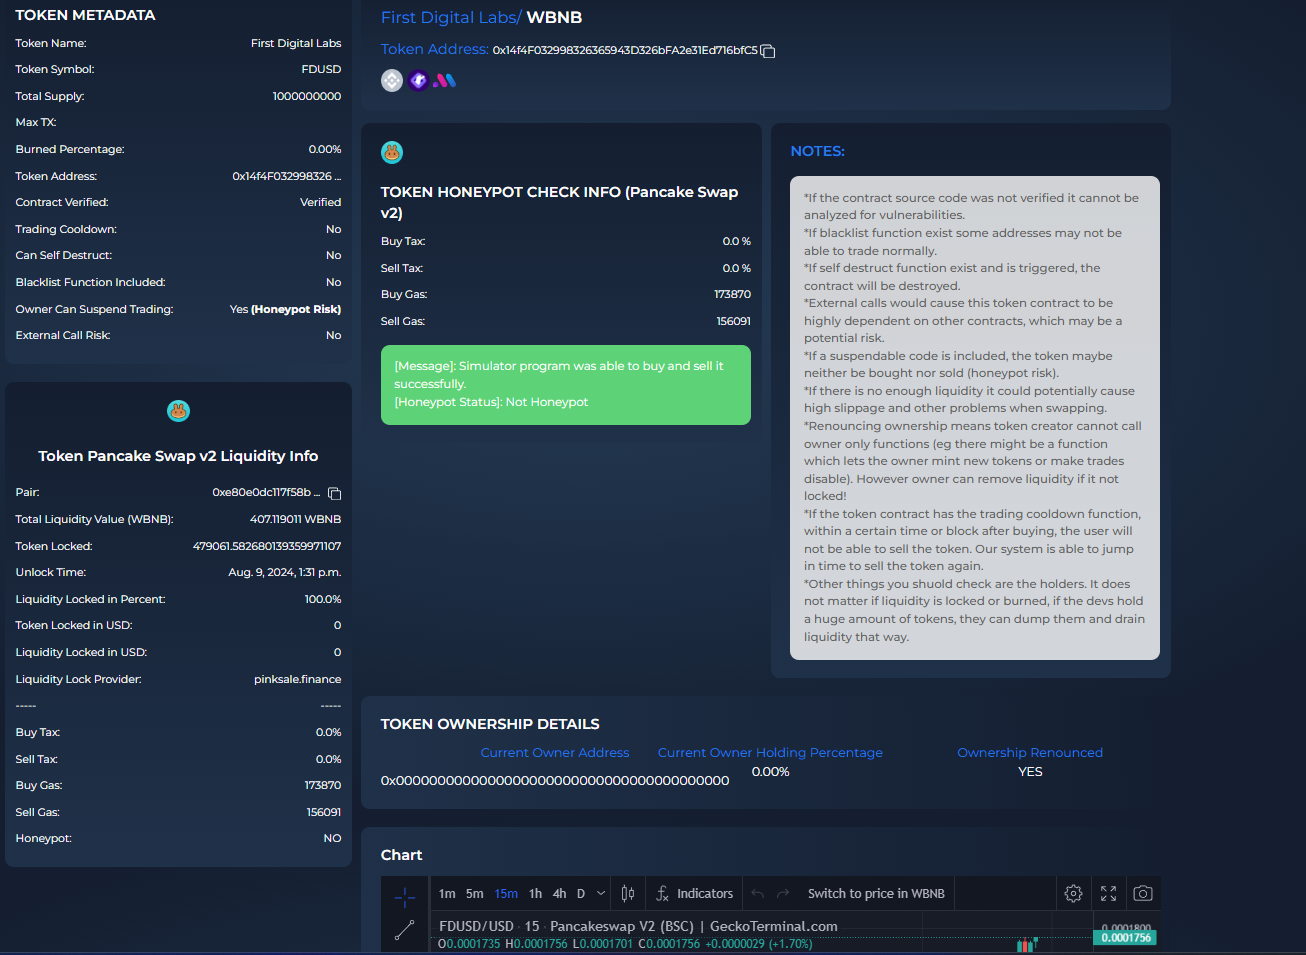 TOKEN METADATA
Token Name: First Digital Labs
Token Symbol: FDUSD
Total Supply: 1000000000
Max TX:
Burned Percentage: 0.00%
Token Address: 0x14f4F032998326 ...
Contract Verified: Verified
Trading Cooldown: No
Can Self Destruct: No
Blacklist Function Included: No
Owner Can Suspend Trading: Yes (Honeypot Risk)
External Call Risk: No
Token Pancake Swap v2 Liquidity Info
Pair: 0xe80e0dc117f58b ...
Total Liquidity Value (WBNB): 407.119011 WBNB
Token Locked: 479061.582680139359971107
Unlock Time: Aug. 9, 2024, 1:31 p.m.
Liquidity Locked in Percent: 100.0%
Token Locked in USD: 0
Liquidity Locked in USD: 0
Liquidity Lock Provider: pinksale.finance
----- -----
Buy Tax: 0.0%
Sell Tax: 0.0%
Buy Gas: 173870
Sell Gas: 156091
Honeypot: NO
First Digital Labs/ WBNB
Token Address: 0x14f4F032998326365943D326bFA2e31Ed716bfC5
TOKEN HONEYPOT CHECK INFO (Pancake Swap
v2)
Buy Tax: 0.0 %
Sell Tax: 0.0 %
Buy Gas: 173870
Sell Gas: 156091
[Message]: Simulator program was able to buy and sell it
successfully.
[Honeypot Status]: Not Honeypot
NOTES:
*If the contract source code was not verified it cannot be
analyzed for vulnerabilities.
*If blacklist function exist some addresses may not be
able to trade normally.
*If self destruct function exist and is triggered, the
contract will be destroyed.
*External calls would cause this token contract to be
highly dependent on other contracts, which may be a
potential risk.
*If a suspendable code is included, the token maybe
neither be bought nor sold (honeypot risk).
*If there is no enough liquidity it could potentially cause
high slippage and other problems when swapping.
*Renouncing ownership means token creator cannot call
owner only functions (eg there might be a function
which lets the owner mint new tokens or make trades
disable). However owner can remove liquidity if it not
locked!
*If the token contract has the trading cooldown function,
within a certain time or block after buying, the user will
not be able to sell the token. Our system is able to jump
in time to sell the token again.
*Other things you shuold check are the holders. It does
not matter if liquidity is locked or burned, if the devs hold
a huge amount of tokens, they can dump them and drain
liquidity that way.
TOKEN OWNERSHIP DETAILS
Current Owner Address Current Owner Holding Percentage Ownership Renounced
0x0000000000000000000000000000000000000000 0.00% YES
Chart
1m 5m 15m 1h 4h D Indicators Switch to price in WBNB
FDUSD/USD · 15 · Pancakeswap V2 (BSC) | GeckoTerminal.com
O0.0001735 H0.0001756 L0.0001701 C0.0001756 +0.0000029 (+1.70%)
0.0001800
0.0001756